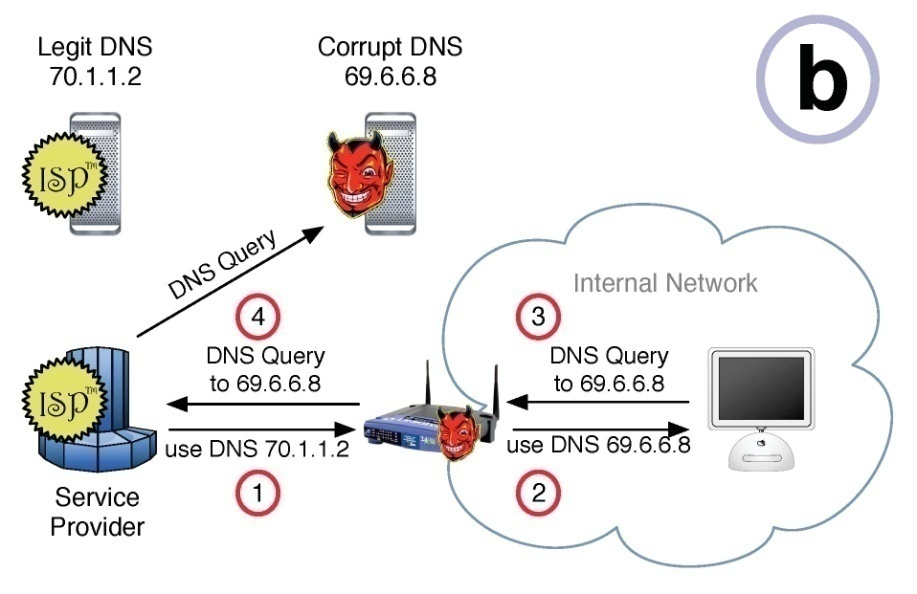 Legit DNS
70.1.1.2
Corrupt DNS
69.6.6.8
b
ISP™
DNS Query
Internal Network
4
3
DNS Query
to 69.6.6.8
DNS Query
to 69.6.6.8
ISP™
use DNS 70.1.1.2
use DNS 69.6.6.8
1
2
Service
Provider